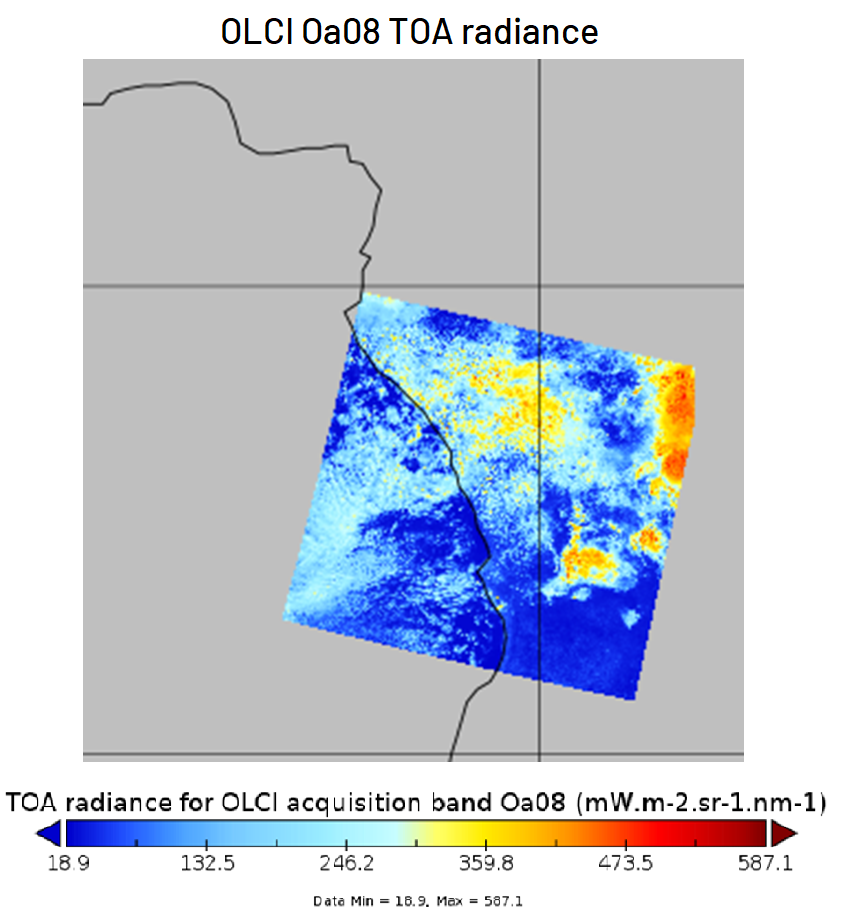 OLCI Oa08 TOA radiance
TOA radiance for OLCI acquisition band Oa08 (mW.m-2.sr-1.nm-1)
18.9 132.5 246.2 359.8 473.5 587.1
Data Min = 18.9, Max = 587.1